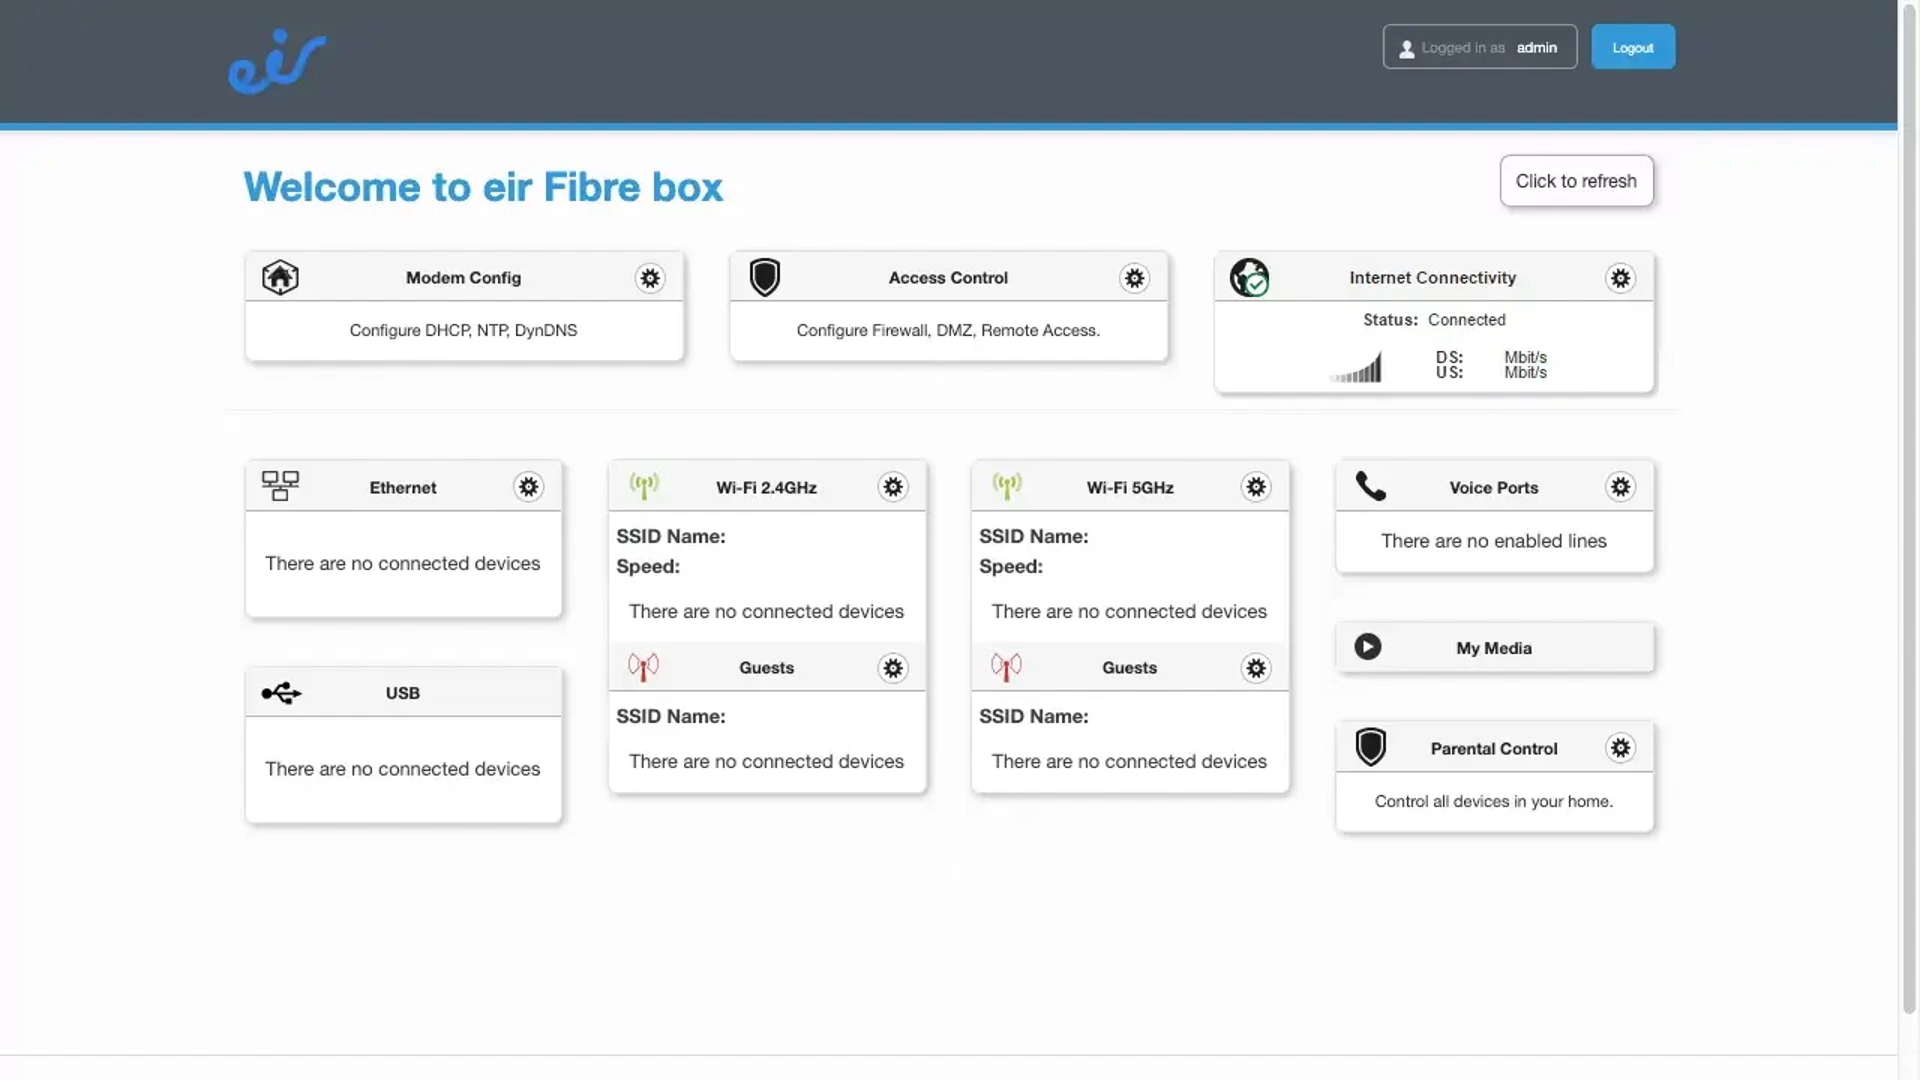 eir
Logged in as admin
Logout
Welcome to eir Fibre box
Click to refresh
Modem Config
Configure DHCP, NTP, DynDNS
Access Control
Configure Firewall, DMZ, Remote Access.
Internet Connectivity
Status: Connected
DS: Mbit/s
US: Mbit/s
Ethernet
There are no connected devices
USB
There are no connected devices
Wi-Fi 2.4GHz
SSID Name:
Speed:
There are no connected devices
Guests
SSID Name:
There are no connected devices
Wi-Fi 5GHz
SSID Name:
Speed:
There are no connected devices
Guests
SSID Name:
There are no connected devices
Voice Ports
There are no enabled lines
My Media
Parental Control
Control all devices in your home.